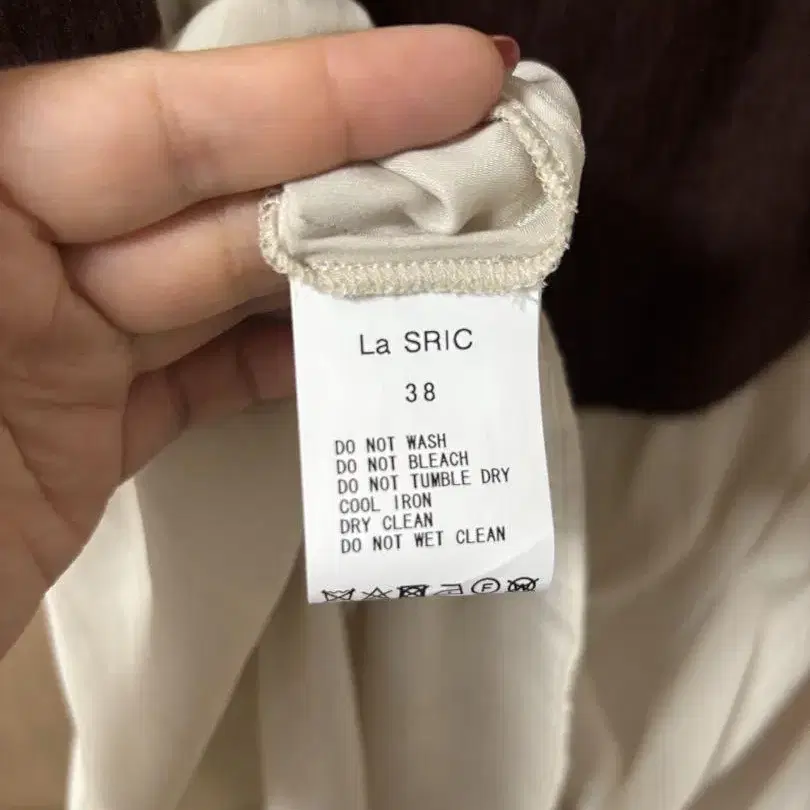 La SRIC
38
DO NOT WASH
DO NOT BLEACH
DO NOT TUMBLE DRY
COOL IRON
DRY CLEAN
DO NOT WET CLEAN
F W